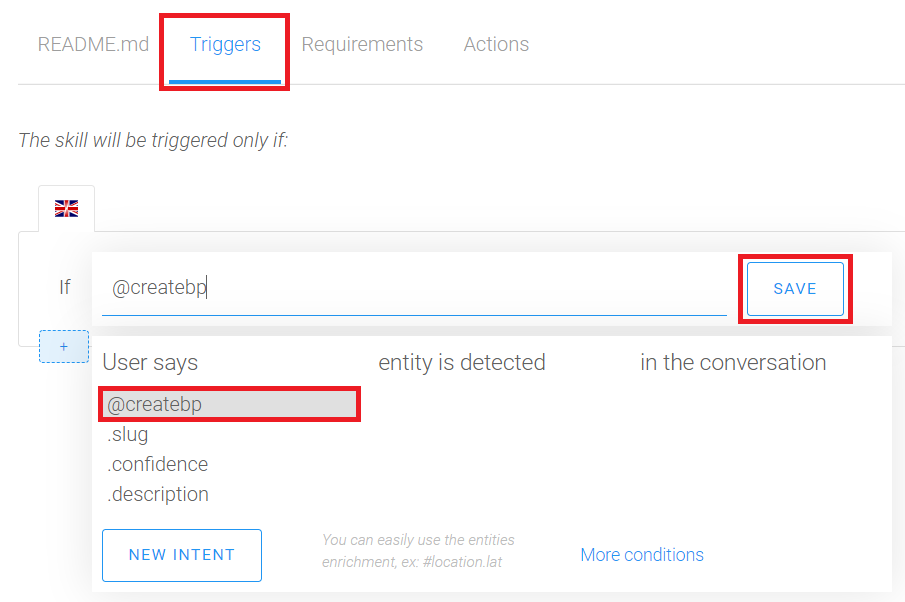 README.md Triggers Requirements Actions
The skill will be triggered only if:
If @createbp SAVE
+
User says entity is detected in the conversation
@createbp
.slug
.confidence
.description
NEW INTENT
You can easily use the entities
enrichment, ex: #location.lat
More conditions